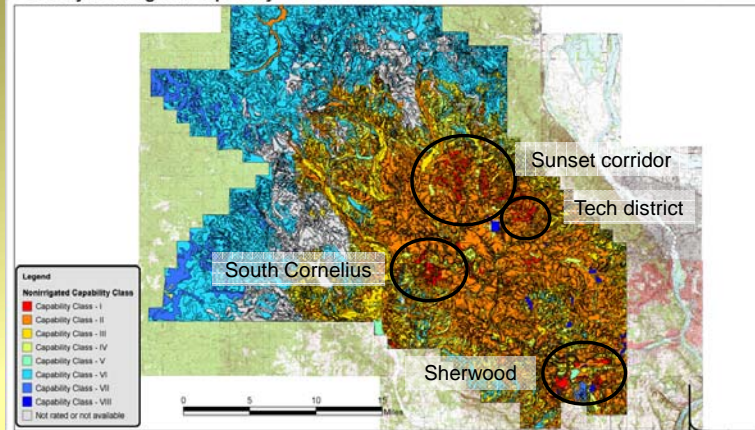 Sunset corridor
Tech district
South Cornelius
Sherwood
Legend
Nonirrigated Capability Class
Capability Class - I
Capability Class - II
Capability Class - III
Capability Class - IV
Capability Class - V
Capability Class - VI
Capability Class - VII
Capability Class - VIII
Not rated or not available
0 5 10 15
Miles